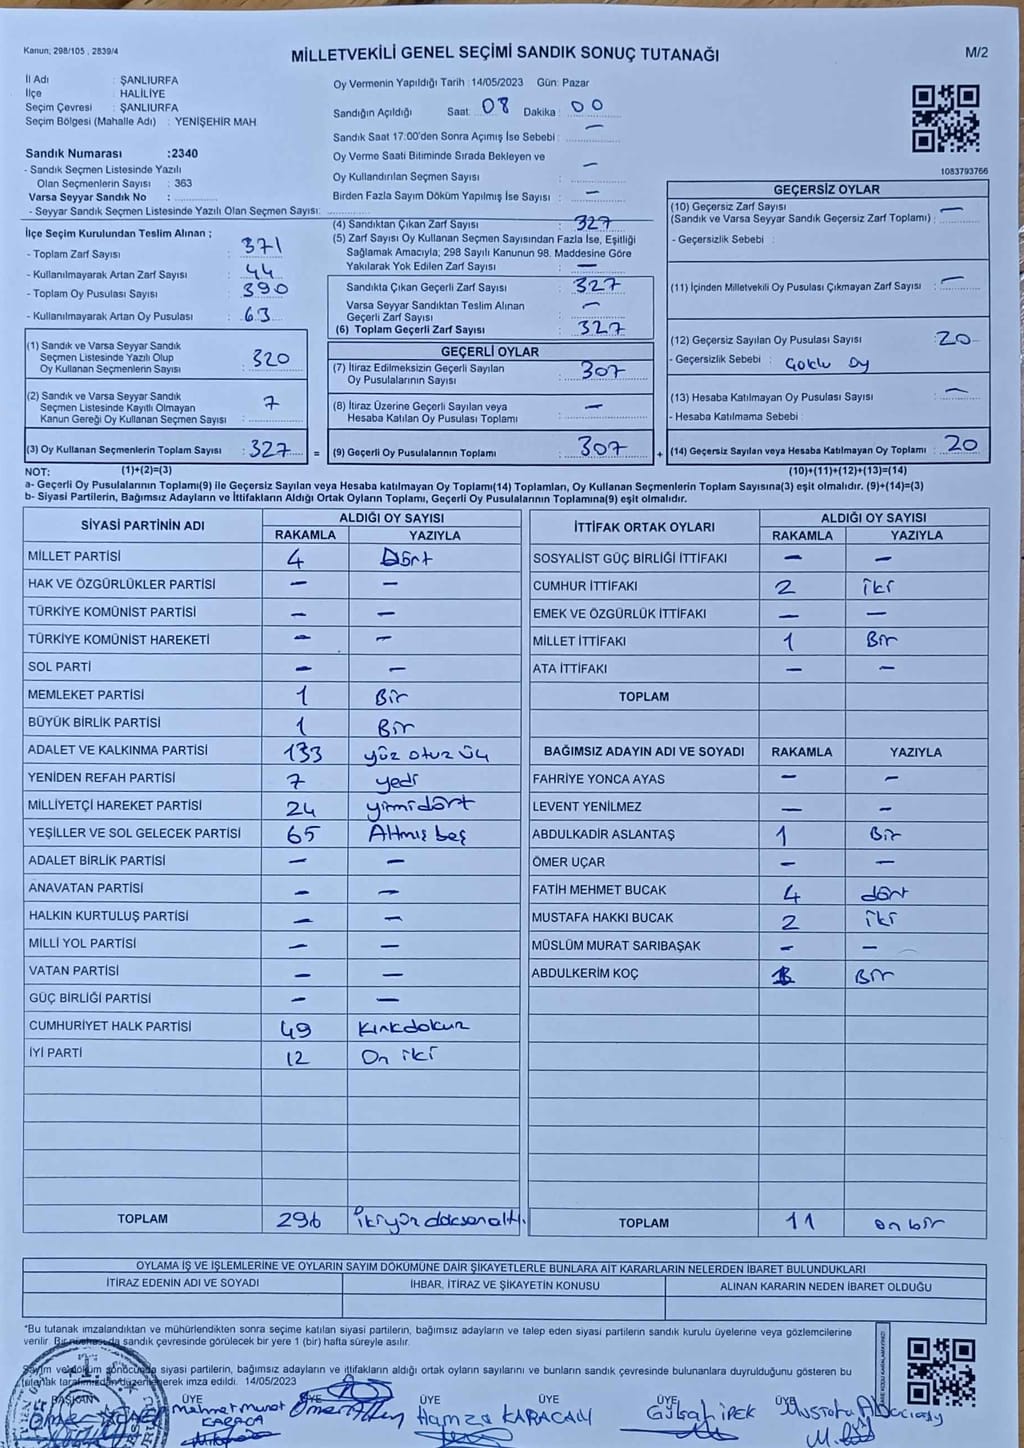 Kanun, 298/105 , 2839/4
MİLLETVEKİLİ GENEL SEÇİMİ SANDIK SONUÇ TUTANAĞI
M/2
İl Adı : ŞANLIURFA
İlçe : HALİLİYE
Seçim Çevresi : ŞANLIURFA
Seçim Bölgesi (Mahalle Adı) : YENİŞEHİR MAH
Sandık Numarası :2340
- Sandık Seçmen Listesinde Yazılı
Olan Seçmenlerin Sayısı : 363
Varsa Seyyar Sandık No :
- Seyyar Sandık Seçmen Listesinde Yazılı Olan Seçmen Sayısı:
İlçe Seçim Kurulundan Teslim Alınan ;
- Toplam Zarf Sayısı : 371
- Kullanılmayarak Artan Zarf Sayısı : 44
- Toplam Oy Pusulası Sayısı : 390
- Kullanılmayarak Artan Oy Pusulası : 63
(1) Sandık ve Varsa Seyyar Sandık
Seçmen Listesinde Yazılı Olup
Oy Kullanan Seçmenlerin Sayısı : 320
(2) Sandık ve Varsa Seyyar Sandık
Seçmen Listesinde Kayıtlı Olmayan
Kanun Gereği Oy Kullanan Seçmen Sayısı : 7
(3) Oy Kullanan Seçmenlerin Toplam Sayısı : 327 =
Oy Vermenin Yapıldığı Tarih : 14/05/2023 Gün: Pazar
Sandığın Açıldığı Saat: 08 Dakika : 00
Sandık Saat 17:00'den Sonra Açımış İse Sebebi : —
Oy Verme Saati Bitiminde Sırada Bekleyen ve
Oy Kullandırılan Seçmen Sayısı : —
Birden Fazla Sayım Döküm Yapılmış İse Sayısı : —
(4) Sandıktan Çıkan Zarf Sayısı : 327
(5) Zarf Sayısı Oy Kullanan Seçmen Sayısından Fazla İse, Eşitliği
Sağlamak Amacıyla; 298 Sayılı Kanunun 98. Maddesine Göre
Yakılarak Yok Edilen Zarf Sayısı : —
Sandıkta Çıkan Geçerli Zarf Sayısı : 327
Varsa Seyyar Sandıktan Teslim Alınan
Geçerli Zarf Sayısı : —
(6) Toplam Geçerli Zarf Sayısı : 327
GEÇERLİ OYLAR
(7) İtiraz Edilmeksizin Geçerli Sayılan
Oy Pusulalarının Sayısı : 307
(8) İtiraz Üzerine Geçerli Sayılan veya
Hesaba Katılan Oy Pusulası Toplamı : —
(9) Geçerli Oy Pusulalarının Toplamı : 307 +
1083793766
GEÇERSİZ OYLAR
(10) Geçersiz Zarf Sayısı
(Sandık ve Varsa Seyyar Sandık Geçersiz Zarf Toplamı) : —
- Geçersizlik Sebebi :
(11) İçinden Milletvekili Oy Pusulası Çıkmayan Zarf Sayısı : —
(12) Geçersiz Sayılan Oy Pusulası Sayısı : 20
- Geçersizlik Sebebi : Çoklu Oy
(13) Hesaba Katılmayan Oy Pusulası Sayısı : —
- Hesaba Katılmama Sebebi :
(14) Geçersiz Sayılan veya Hesaba Katılmayan Oy Toplamı : 20
NOT: (1)+(2)=(3) (10)+(11)+(12)+(13)=(14)
a- Geçerli Oy Pusulalarının Toplamı(9) ile Geçersiz Sayılan veya Hesaba katılmayan Oy Toplamı(14) Toplamları, Oy Kullanan Seçmenlerin Toplam Sayısına(3) eşit olmalıdır. (9)+(14)=(3)
b- Siyasi Partilerin, Bağımsız Adayların ve İttifakların Aldığı Ortak Oyların Toplamı, Geçerli Oy Pusulalarının Toplamına(9) eşit olmalıdır.
SİYASİ PARTİNİN ADI ALDIĞI OY SAYISI
RAKAMLA YAZIYLA
MİLLET PARTİSİ 4 Dört
HAK VE ÖZGÜRLÜKLER PARTİSİ — —
TÜRKİYE KOMÜNİST PARTİSİ — —
TÜRKİYE KOMÜNİST HAREKETİ — —
SOL PARTİ — —
MEMLEKET PARTİSİ 1 Bir
BÜYÜK BİRLİK PARTİSİ 1 Bir
ADALET VE KALKINMA PARTİSİ 133 yüz otuz üç
YENİDEN REFAH PARTİSİ 7 yedi
MİLLİYETÇİ HAREKET PARTİSİ 24 yirmidört
YEŞİLLER VE SOL GELECEK PARTİSİ 65 Altmış beş
ADALET BİRLİK PARTİSİ — —
ANAVATAN PARTİSİ — —
HALKIN KURTULUŞ PARTİSİ — —
MİLLİ YOL PARTİSİ — —
VATAN PARTİSİ — —
GÜÇ BİRLİĞİ PARTİSİ — —
CUMHURİYET HALK PARTİSİ 49 Kırkdokuz
İYİ PARTİ 12 On iki
TOPLAM 296 ikiyüz doksanaltı.
İTTİFAK ORTAK OYLARI ALDIĞI OY SAYISI
RAKAMLA YAZIYLA
SOSYALİST GÜÇ BİRLİĞİ İTTİFAKI — —
CUMHUR İTTİFAKI 2 iki
EMEK VE ÖZGÜRLÜK İTTİFAKI — —
MİLLET İTTİFAKI 1 Bir
ATA İTTİFAKI — —
TOPLAM
BAĞIMSIZ ADAYIN ADI VE SOYADI RAKAMLA YAZIYLA
FAHRİYE YONCA AYAS — —
LEVENT YENİLMEZ — —
ABDULKADİR ASLANTAŞ 1 Bir
ÖMER UÇAR — —
FATİH MEHMET BUCAK 4 dört
MUSTAFA HAKKI BUCAK 2 iki
MÜSLÜM MURAT SARIBAŞAK — —
ABDULKERİM KOÇ 1 Bir
TOPLAM 11 on bir
OYLAMA İŞ VE İŞLEMLERİNE VE OYLARIN SAYIM DÖKÜMÜNE DAİR ŞİKAYETLERLE BUNLARA AİT KARARLARIN NELERDEN İBARET BULUNDUKLARI
İTİRAZ EDENİN ADI VE SOYADI İHBAR, İTİRAZ VE ŞİKAYETİN KONUSU ALINAN KARARIN NEDEN İBARET OLDUĞU
*Bu tutanak imzalandıktan ve mühürlendikten sonra seçime katılan siyasi partilerin, bağımsız adayların ve talep eden siyasi partilerin sandık kurulu üyelerine veya gözlemcilerine
verilir. Bir nüshası da sandık çevresinde görülecek bir yere 1 (bir) hafta süreyle asılır.
Sayım ve döküm sonucunda siyasi partilerin, bağımsız adayların ve ittifakların aldığı ortak oyların sayılarını ve bunların sandık çevresinde bulunanlara duyrulduğunu gösteren bu
tutanak tarafımızdan düzenlenerek imza edildi. 14/05/2023
BAŞKAN ÜYE ÜYE ÜYE ÜYE ÜYE ÜYE
Mehmet Murat KARACA
Hamza KARACALI
Gülşah İPEK
Mustafa